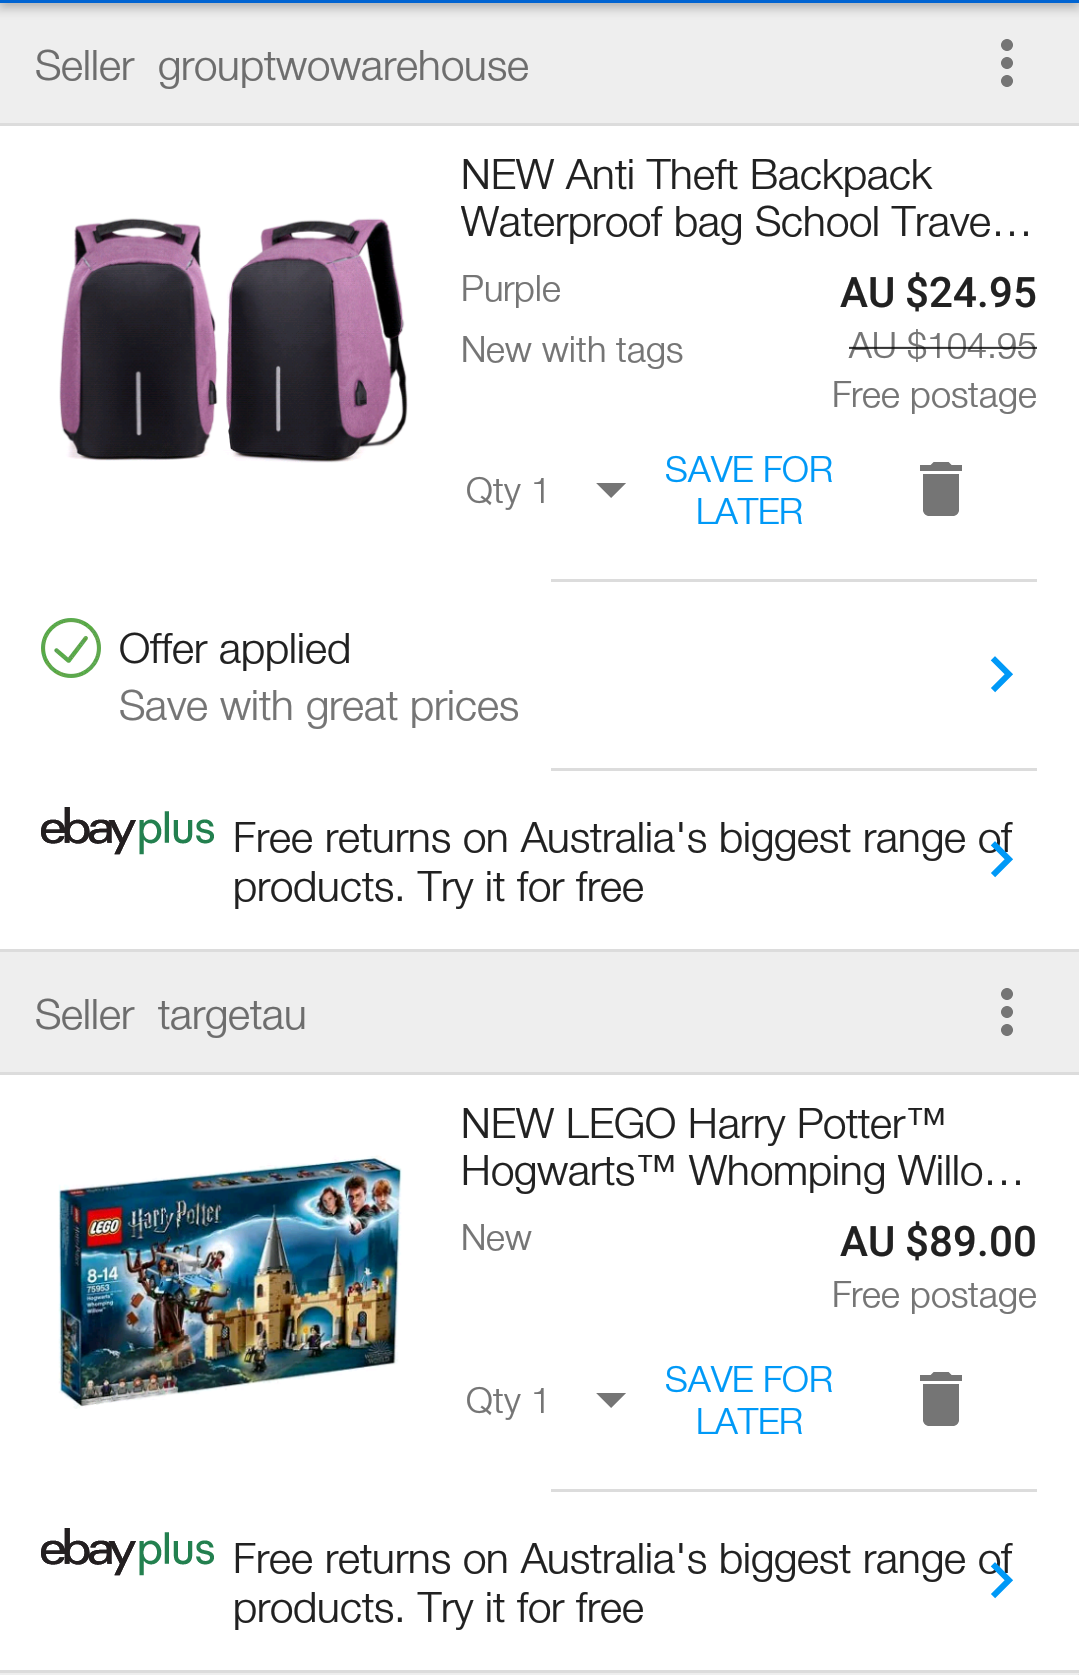 Seller grouptwowarehouse
NEW Anti Theft Backpack
Waterproof bag School Trave...
Purple
AU $24.95
AU $104.95
New with tags
Free postage
Qty 1
SAVE FOR
LATER
Offer applied
Save with great prices
ebayplus
Free returns on Australia's biggest range of
products. Try it for free
Seller targetau
NEW LEGO Harry Potter™
Hogwarts™ Whomping Willo...
LEGO
Harry Potter
8-14
75953
Hogwarts
Whomping
Willow
New
AU $89.00
Free postage
Qty 1
SAVE FOR
LATER
ebayplus
Free returns on Australia's biggest range of
products. Try it for free